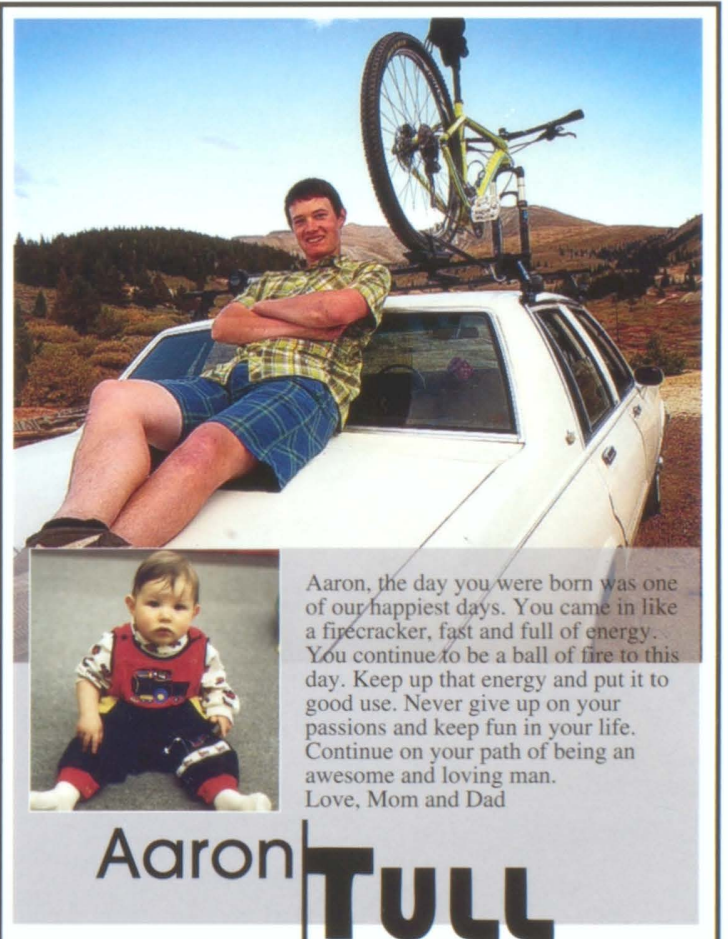 Aaron, the day you were born was one
of our happiest days. You came in like
a firecracker, fast and full of energy.
You continue to be a ball of fire to this
day. Keep up that energy and put it to
good use. Never give up on your
passions and keep fun in your life.
Continue on your path of being an
awesome and loving man.
Love, Mom and Dad
Aaron
TULL